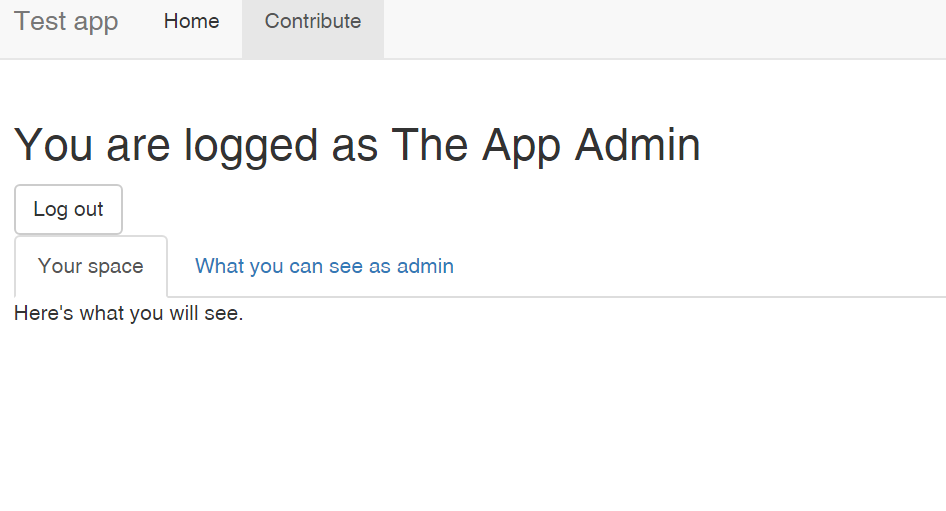 Test app Home Contribute
You are logged as The App Admin
Log out
Your space What you can see as admin
Here's what you will see.